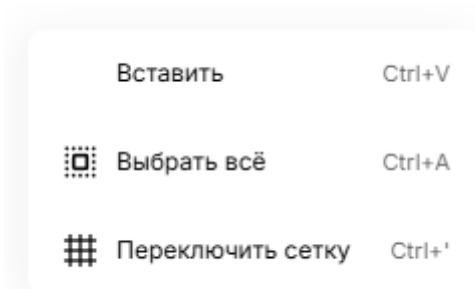 Вставить Ctrl+V
Выбрать всё Ctrl+A
Переключить сетку Ctrl+'